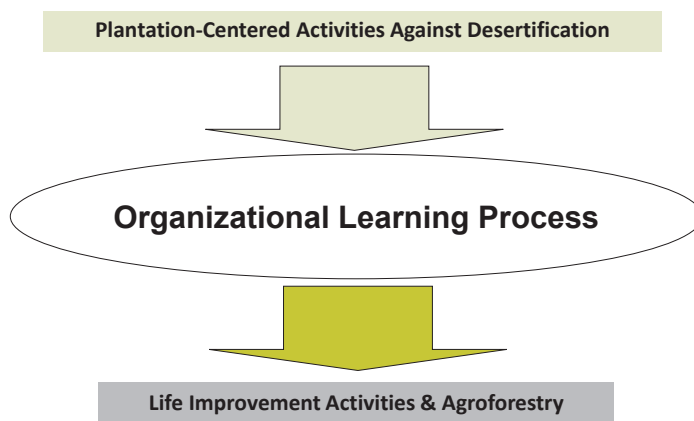 Plantation-Centered Activities Against Desertification
Organizational Learning Process
Life Improvement Activities & Agroforestry